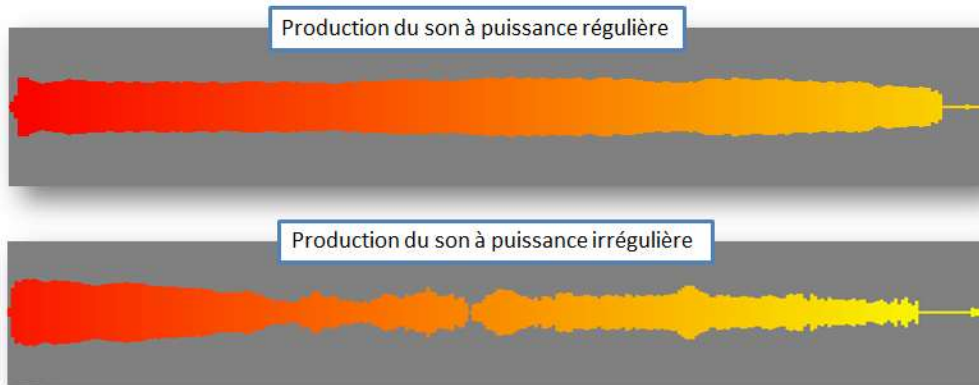 Production du son à puissance régulière
Production du son à puissance irrégulière